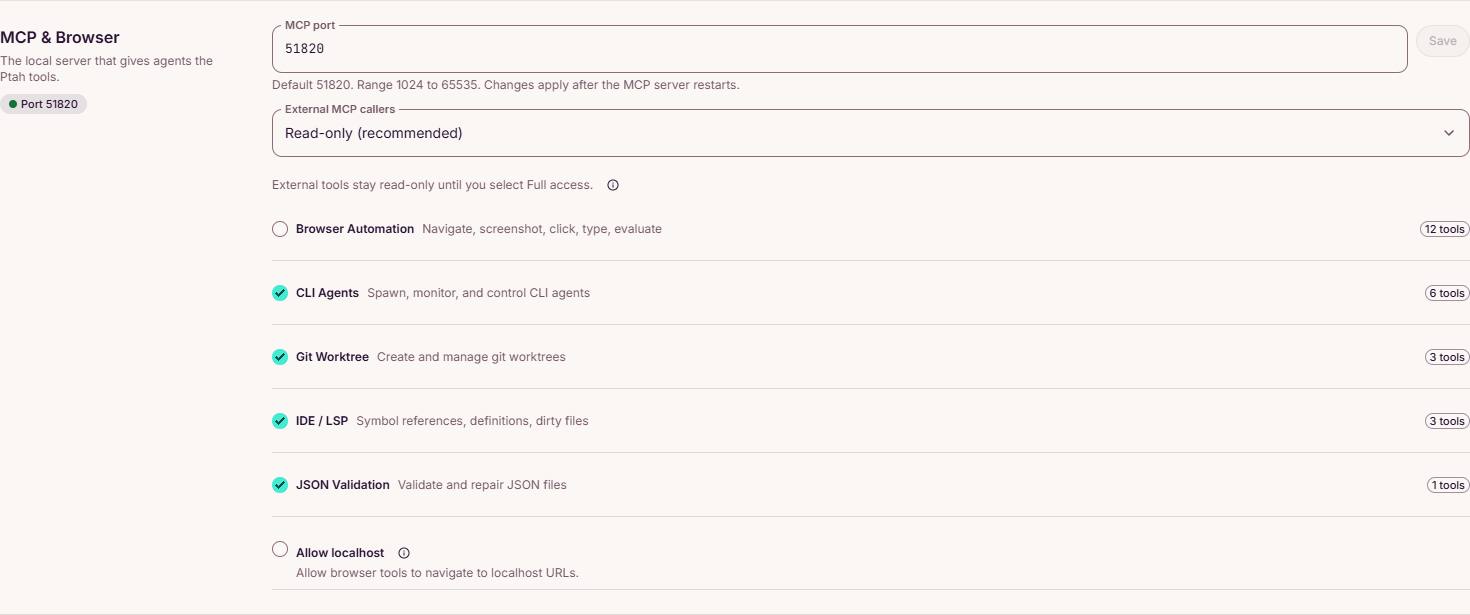 MCP & Browser
The local server that gives agents the
Ptah tools.
Port 51820
MCP port
51820
Save
Default 51820. Range 1024 to 65535. Changes apply after the MCP server restarts.
External MCP callers
Read-only (recommended)
External tools stay read-only until you select Full access.
Browser Automation Navigate, screenshot, click, type, evaluate 12 tools
CLI Agents Spawn, monitor, and control CLI agents 6 tools
Git Worktree Create and manage git worktrees 3 tools
IDE / LSP Symbol references, definitions, dirty files 3 tools
JSON Validation Validate and repair JSON files 1 tools
Allow localhost
Allow browser tools to navigate to localhost URLs.